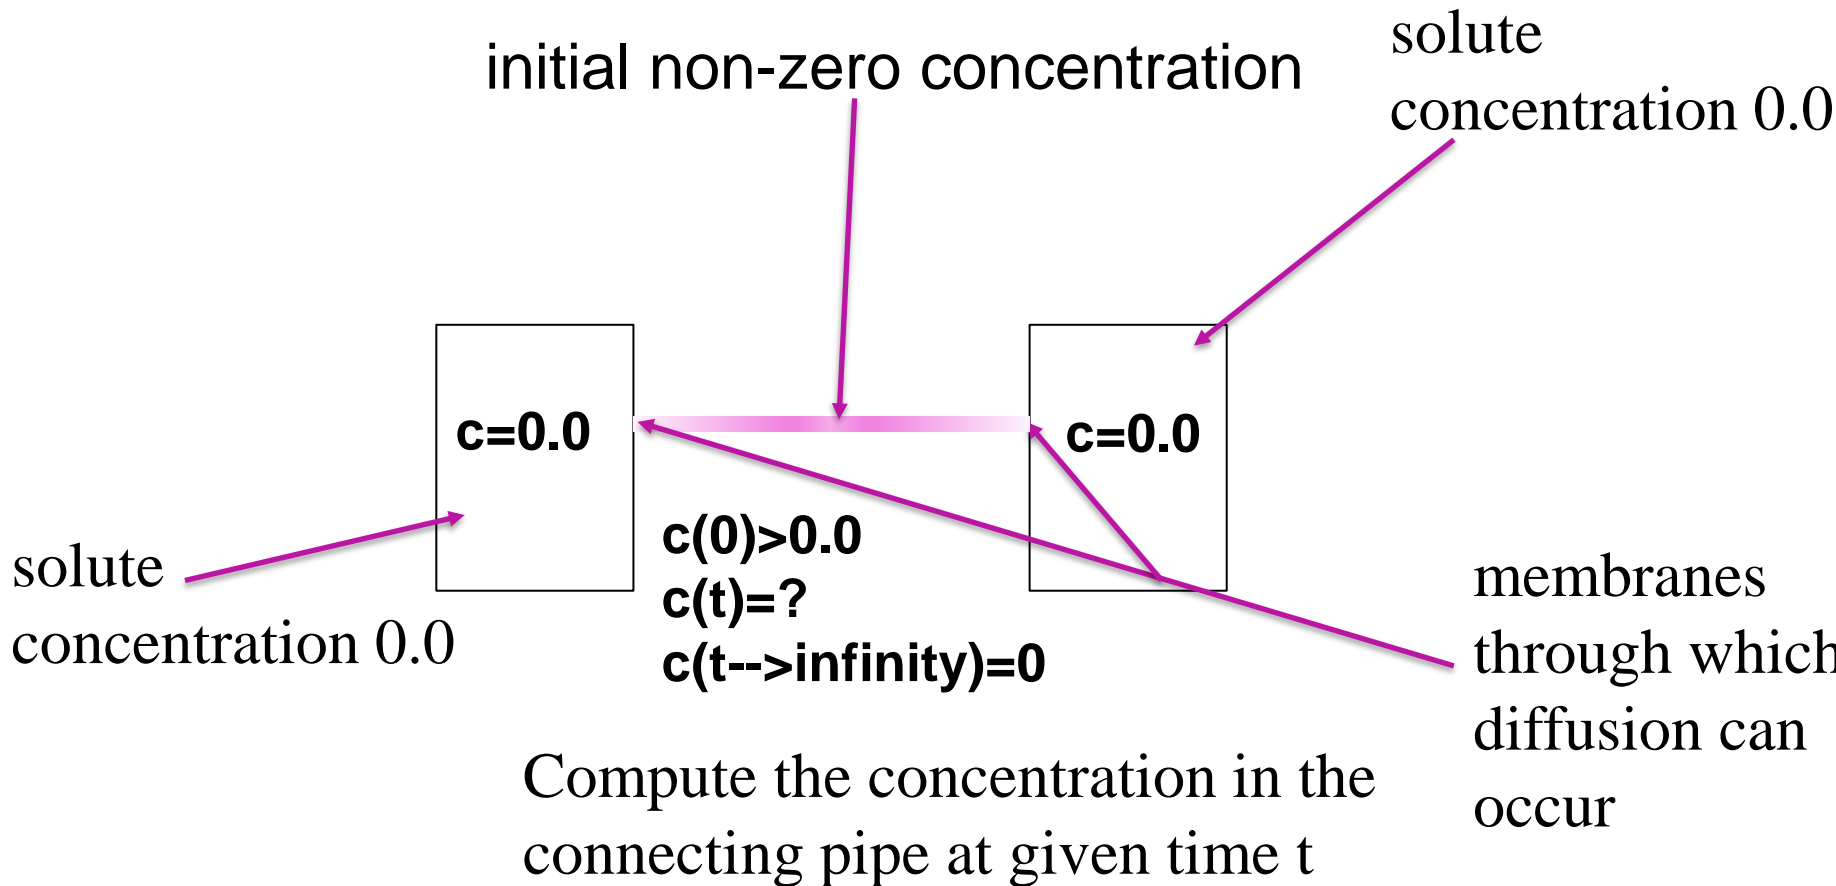 initial non-zero concentration
solute
concentration 0.0
c=0.0
c=0.0
c(0)>0.0
c(t)=?
c(t-->infinity)=0
solute
concentration 0.0
membranes
through which
diffusion can
occur
Compute the concentration in the
connecting pipe at given time t